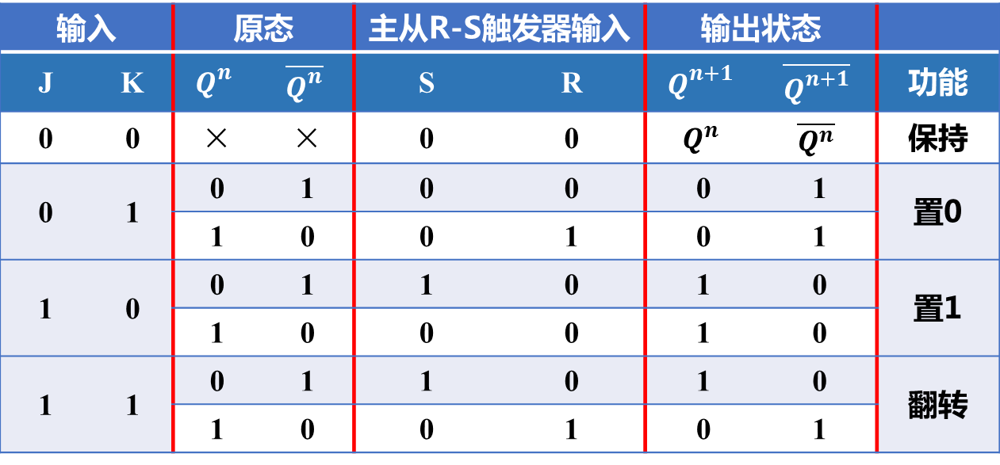 输入 原态 主从R-S触发器输入 输出状态
J K Qⁿ Q̅ⁿ̅ S R Qⁿ⁺¹ Q̅ⁿ̅⁺̅¹̅ 功能
0 0 × × 0 0 Qⁿ Q̅ⁿ̅ 保持
0 1 0 0 0 1
0 1 置0
1 0 0 1 0 1
0 1 1 0 1 0
1 0 置1
1 0 0 0 1 0
0 1 1 0 1 0
1 1 翻转
1 0 0 1 0 1